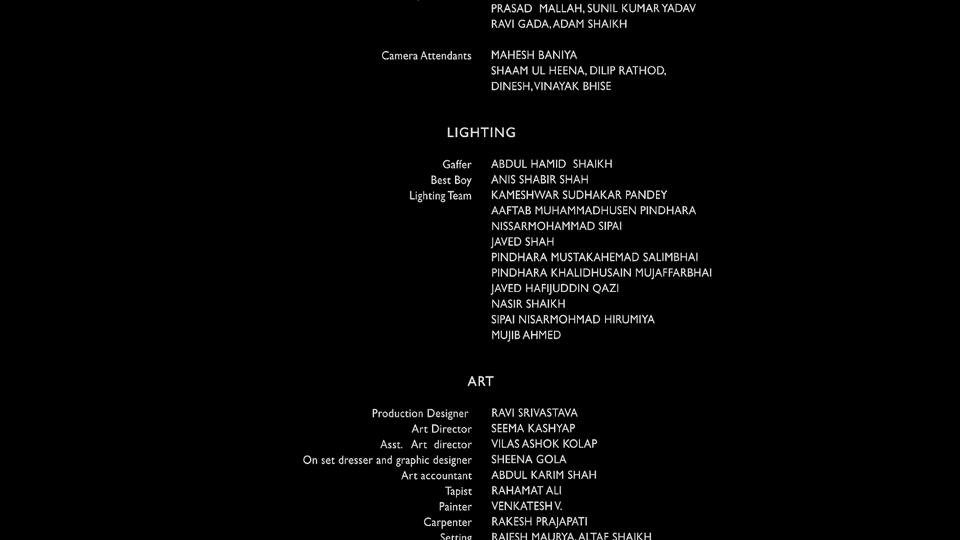 PRASAD MALLAH, SUNIL KUMAR YADAV
RAVI GADA, ADAM SHAIKH
Camera Attendants MAHESH BANIYA
SHAAM UL HEENA, DILIP RATHOD,
DINESH, VINAYAK BHISE
LIGHTING
Gaffer ABDUL HAMID SHAIKH
Best Boy ANIS SHABIR SHAH
Lighting Team KAMESHWAR SUDHAKAR PANDEY
AAFTAB MUHAMMADHUSEN PINDHARA
NISSARMOHAMMAD SIPAI
JAVED SHAH
PINDHARA MUSTAKAHEMAD SALIMBHAI
PINDHARA KHALIDHUSAIN MUJAFFARBHAI
JAVED HAFIJUDDIN QAZI
NASIR SHAIKH
SIPAI NISARMOHMAD HIRUMIYA
MUJIB AHMED
ART
Production Designer RAVI SRIVASTAVA
Art Director SEEMA KASHYAP
Asst. Art director VILAS ASHOK KOLAP
On set dresser and graphic designer SHEENA GOLA
Art accountant ABDUL KARIM SHAH
Tapist RAHAMAT ALI
Painter VENKATESH V.
Carpenter RAKESH PRAJAPATI
Setting RAJESH MAURYA, ALTAF SHAIKH